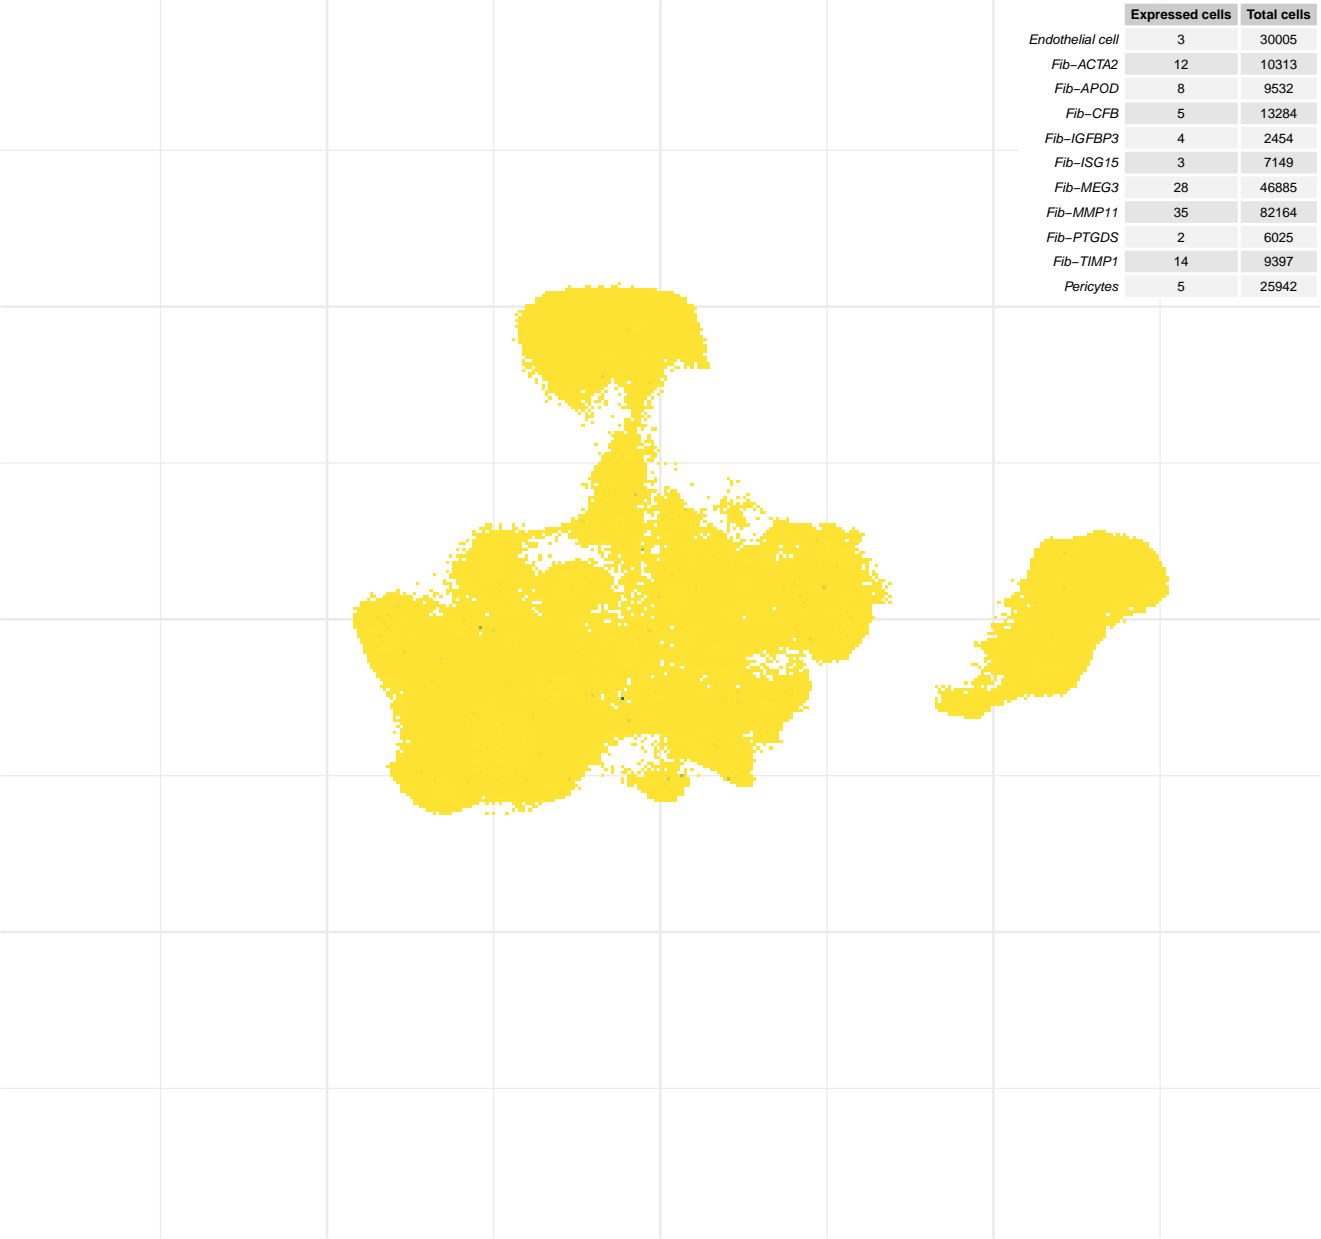 Expressed cells Total cells
Endothelial cell 3 30005
Fib−ACTA2 12 10313
Fib−APOD 8 9532
Fib−CFB 5 13284
Fib−IGFBP3 4 2454
Fib−ISG15 3 7149
Fib−MEG3 28 46885
Fib−MMP11 35 82164
Fib−PTGDS 2 6025
Fib−TIMP1 14 9397
Pericytes 5 25942